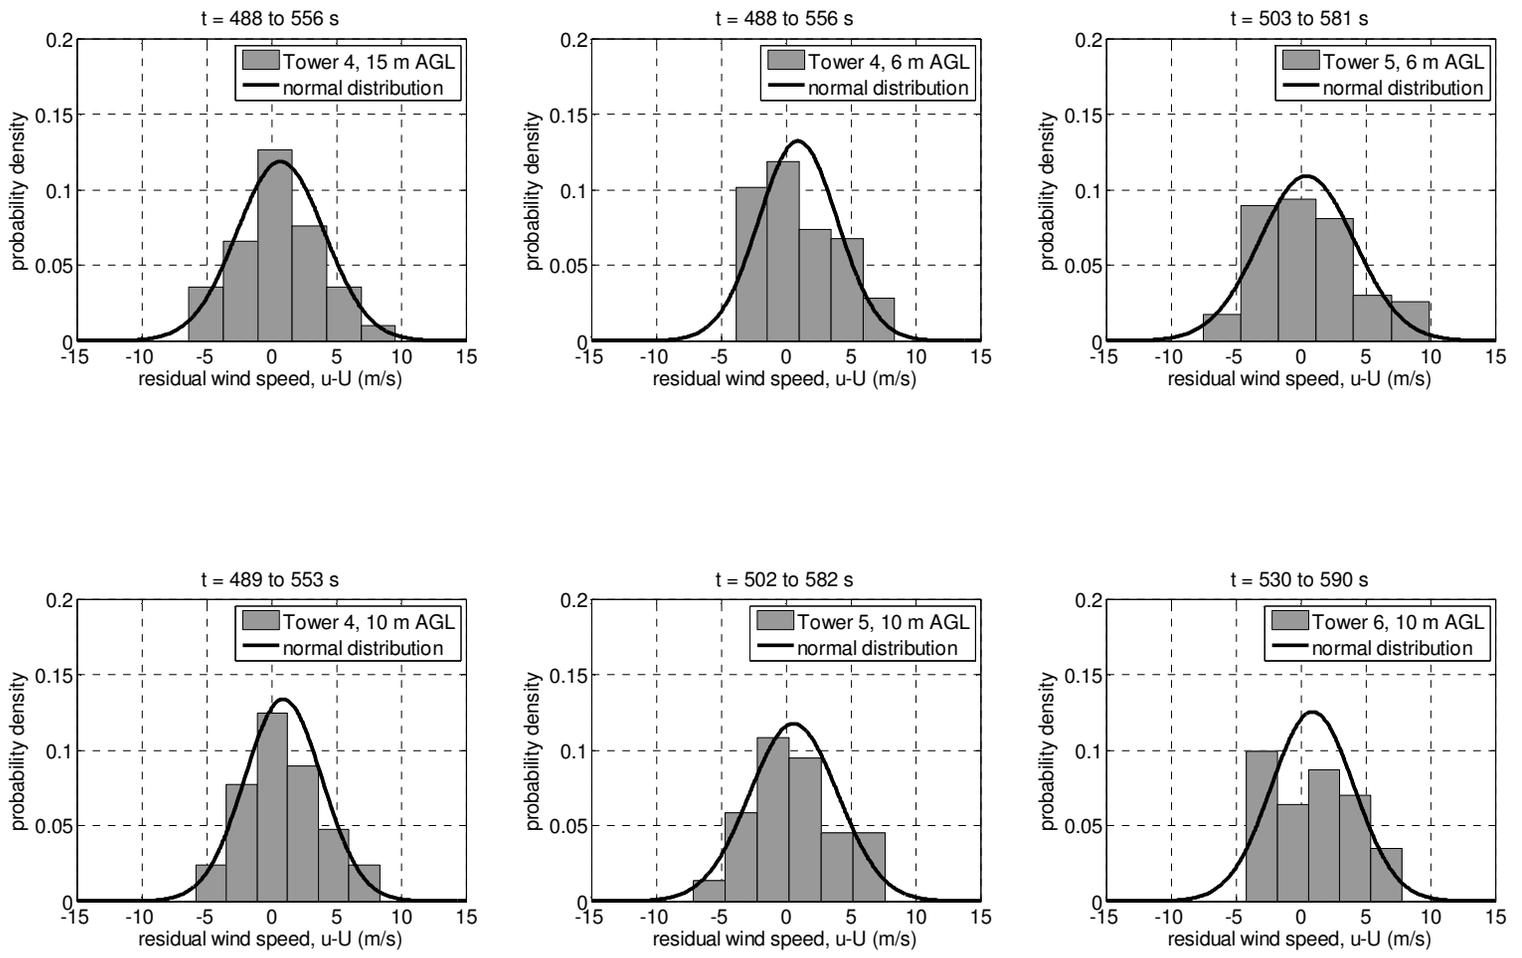 t = 488 to 556 s
Tower 4, 15 m AGL
normal distribution
probability density
0.2
0.15
0.1
0.05
0
-15 -10 -5 0 5 10 15
residual wind speed, u-U (m/s)
t = 488 to 556 s
Tower 4, 6 m AGL
normal distribution
probability density
0.2
0.15
0.1
0.05
0
-15 -10 -5 0 5 10 15
residual wind speed, u-U (m/s)
t = 503 to 581 s
Tower 5, 6 m AGL
normal distribution
probability density
0.2
0.15
0.1
0.05
0
-15 -10 -5 0 5 10 15
residual wind speed, u-U (m/s)
t = 489 to 553 s
Tower 4, 10 m AGL
normal distribution
probability density
0.2
0.15
0.1
0.05
0
-15 -10 -5 0 5 10 15
residual wind speed, u-U (m/s)
t = 502 to 582 s
Tower 5, 10 m AGL
normal distribution
probability density
0.2
0.15
0.1
0.05
0
-15 -10 -5 0 5 10 15
residual wind speed, u-U (m/s)
t = 530 to 590 s
Tower 6, 10 m AGL
normal distribution
probability density
0.2
0.15
0.1
0.05
0
-15 -10 -5 0 5 10 15
residual wind speed, u-U (m/s)